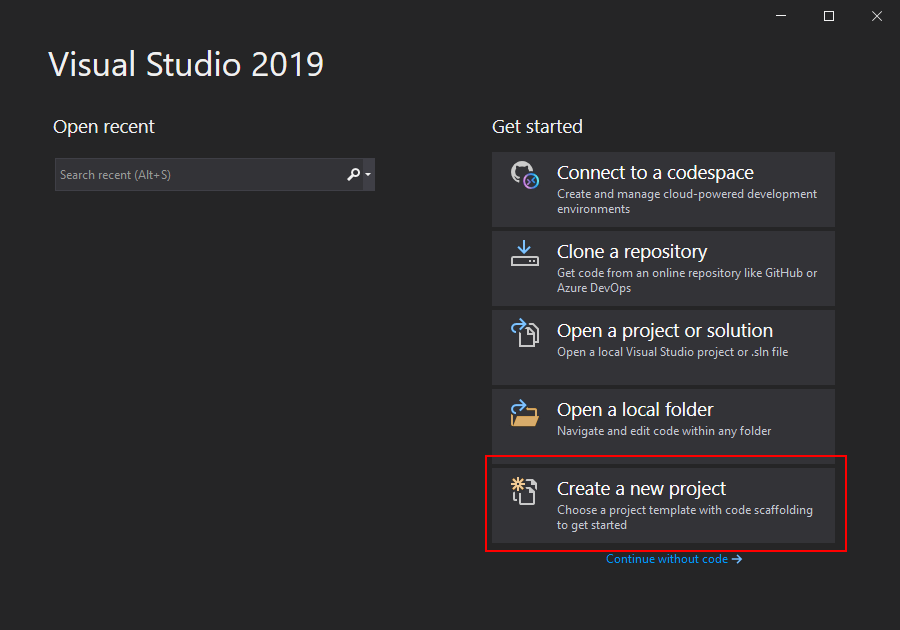 Visual Studio 2019
Open recent
Search recent (Alt+S)
Get started
Connect to a codespace
Create and manage cloud-powered development
environments
Clone a repository
Get code from an online repository like GitHub or
Azure DevOps
Open a project or solution
Open a local Visual Studio project or .sln file
Open a local folder
Navigate and edit code within any folder
Create a new project
Choose a project template with code scaffolding
to get started
Continue without code →